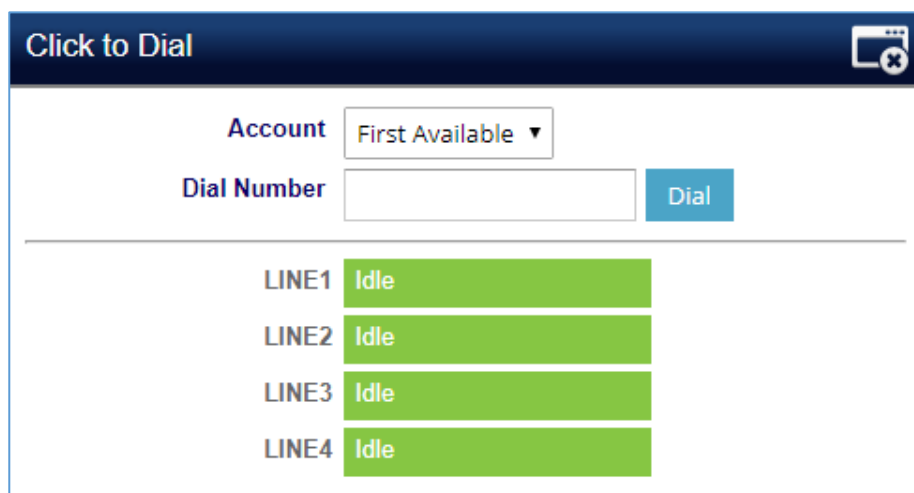 Click to Dial
Account First Available
Dial Number Dial
LINE1 Idle
LINE2 Idle
LINE3 Idle
LINE4 Idle